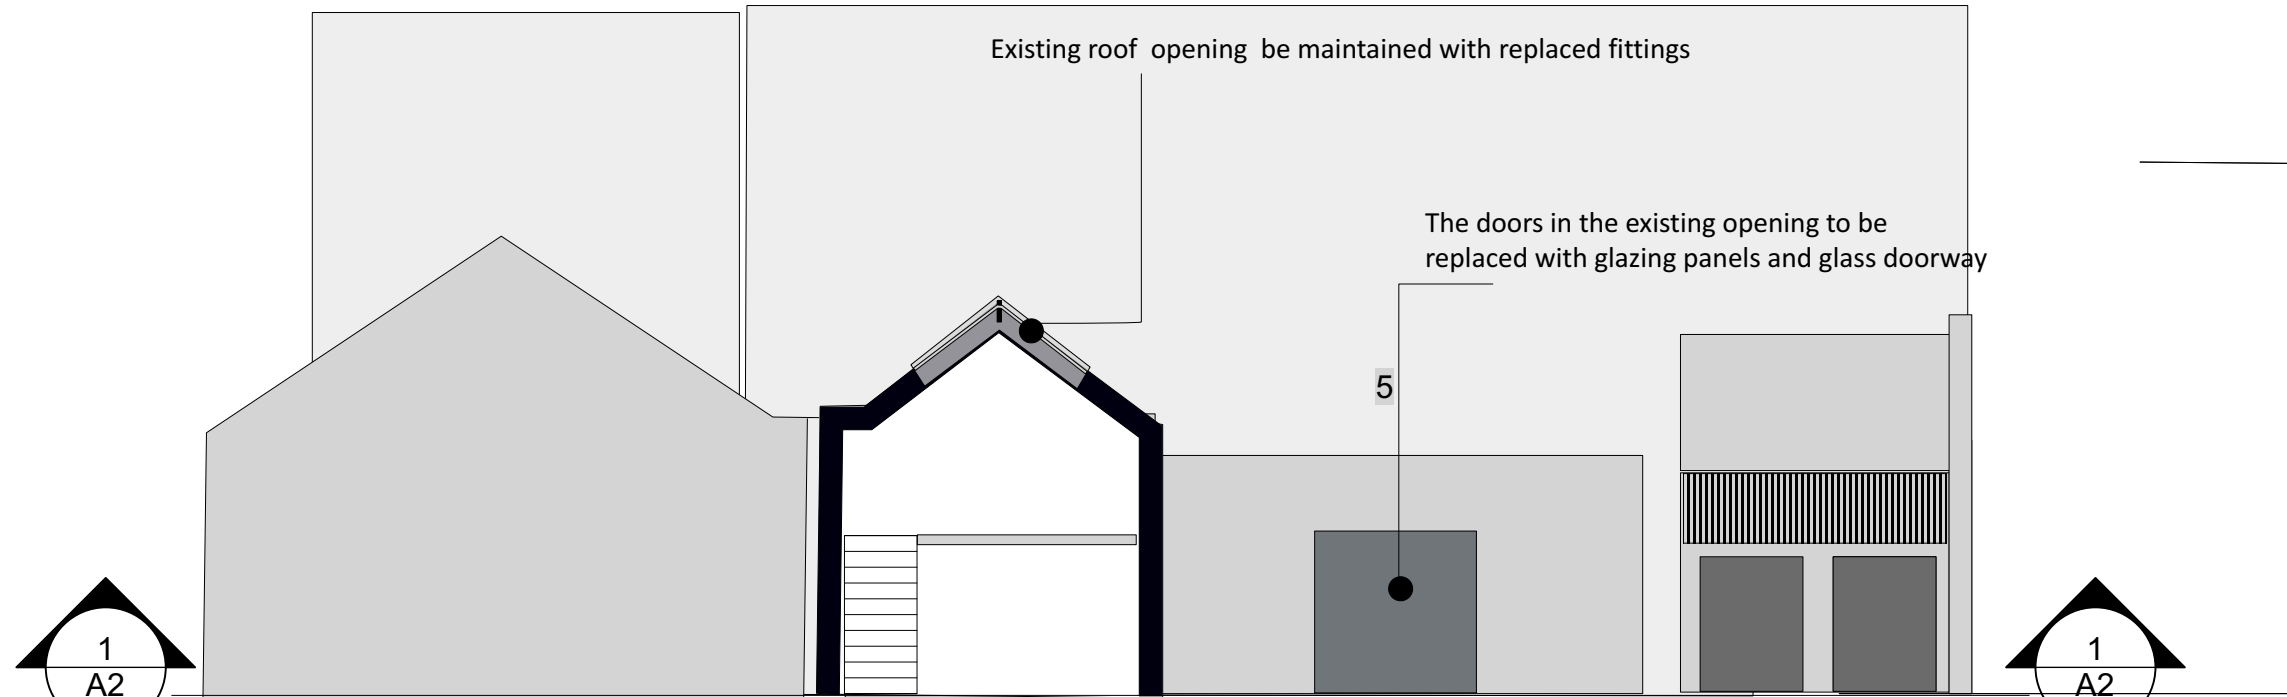 Existing roof  opening  be maintained with replaced fittings
The doors in the existing opening to be
replaced with glazing panels and glass doorway
5
1
A2
1
A2